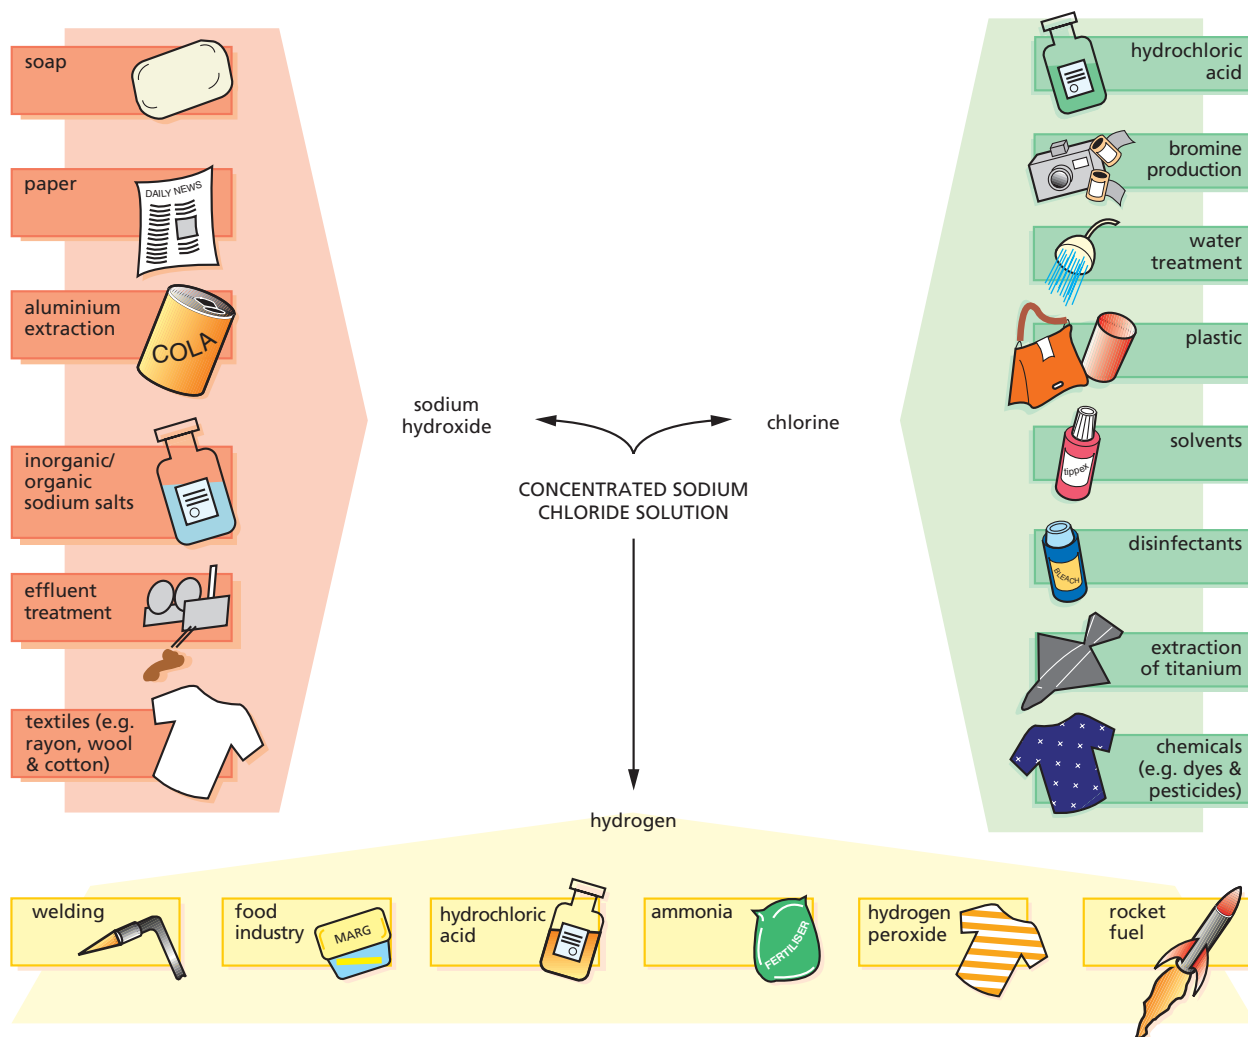 soap
paper
DAILY NEWS
aluminium
extraction
COLA
inorganic/
organic
sodium salts
effluent
treatment
textiles (e.g.
rayon, wool
& cotton)
sodium
hydroxide
chlorine
CONCENTRATED SODIUM
CHLORIDE SOLUTION
hydrogen
hydrochloric
acid
bromine
production
water
treatment
plastic
solvents
tippex
disinfectants
BLEACH
extraction
of titanium
chemicals
(e.g. dyes &
pesticides)
welding
food
industry
MARG
hydrochloric
acid
ammonia
FERTILISER
hydrogen
peroxide
rocket
fuel